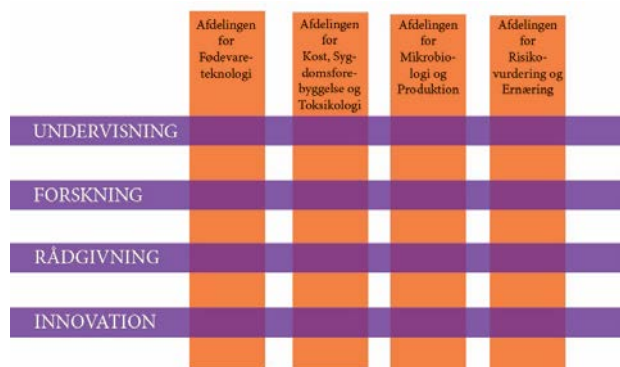 Afdelingen
for
Fødevare-
teknologi
Afdelingen
for
Kost, Syg-
domsfore-
byggelse og
Toksikologi
Afdelingen
for
Mikrobio-
logi og
Produktion
Afdelingen
for
Risiko-
vurdering og
Ernæring
UNDERVISNING
FORSKNING
RÅDGIVNING
INNOVATION